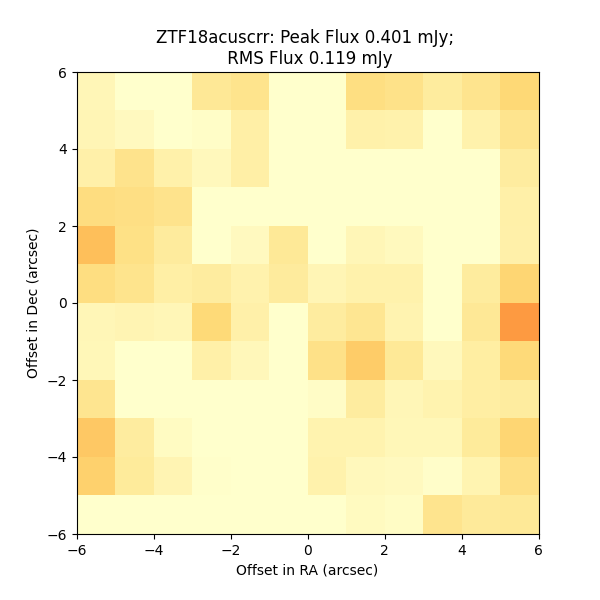 ZTF18acuscrr: Peak Flux 0.401 mJy;
RMS Flux 0.119 mJy
6
4
2
0
−2
−4
−6
Offset in Dec (arcsec)
−6 −4 −2 0 2 4 6
Offset in RA (arcsec)